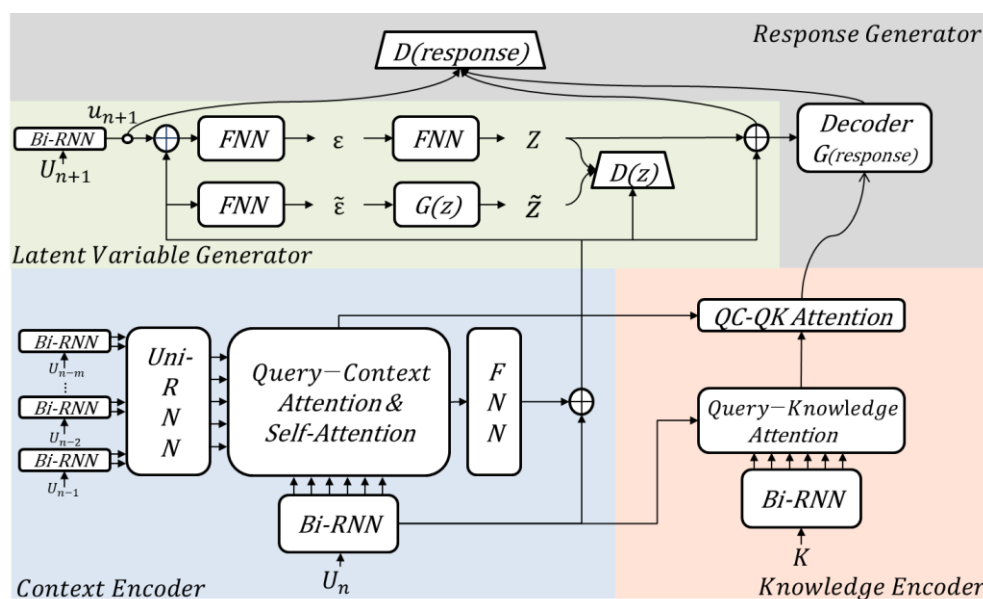 Response Generator
D(response)
u_{n+1}
Bi-RNN
U_{n+1}
FNN
ε
FNN
Z
Decoder
G(response)
D(z)
FNN
ε̃
G(z)
Z̃
Latent Variable Generator
Bi-RNN
U_{n-m}
⋮
Bi-RNN
U_{n-2}
Bi-RNN
U_{n-1}
Uni-
R
N
N
Query-Context
Attention &
Self-Attention
F
N
N
Bi-RNN
U_n
Context Encoder
QC-QK Attention
Query-Knowledge
Attention
Bi-RNN
K
Knowledge Encoder